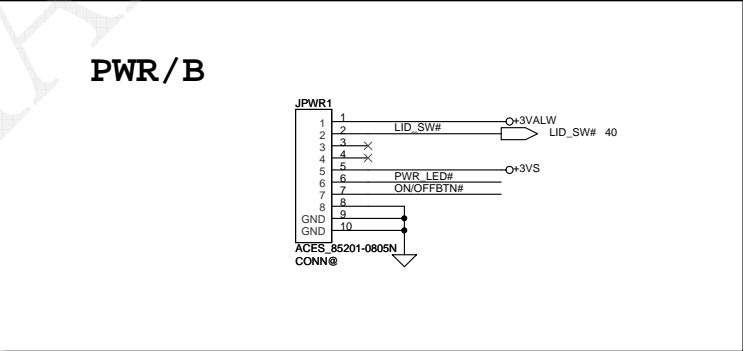 PWR/B
JPWR1
1 1 +3VALW
2 2 LID_SW# LID_SW# 40
3 3
4 4
5 5 +3VS
6 6 PWR_LED#
7 7 ON/OFFBTN#
8 8
GND 9
GND 10
ACES_85201-0805N
CONN@